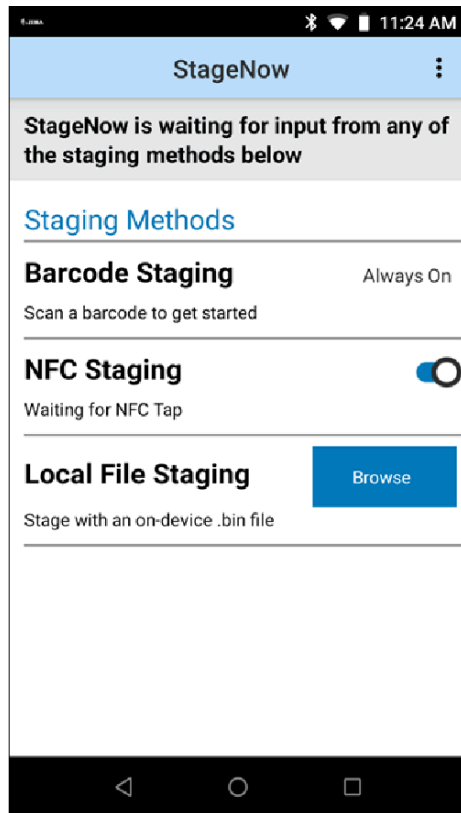 11:24 AM
StageNow
StageNow is waiting for input from any of
the staging methods below
Staging Methods
Barcode Staging
Always On
Scan a barcode to get started
NFC Staging
Waiting for NFC Tap
Local File Staging
Browse
Stage with an on-device .bin file